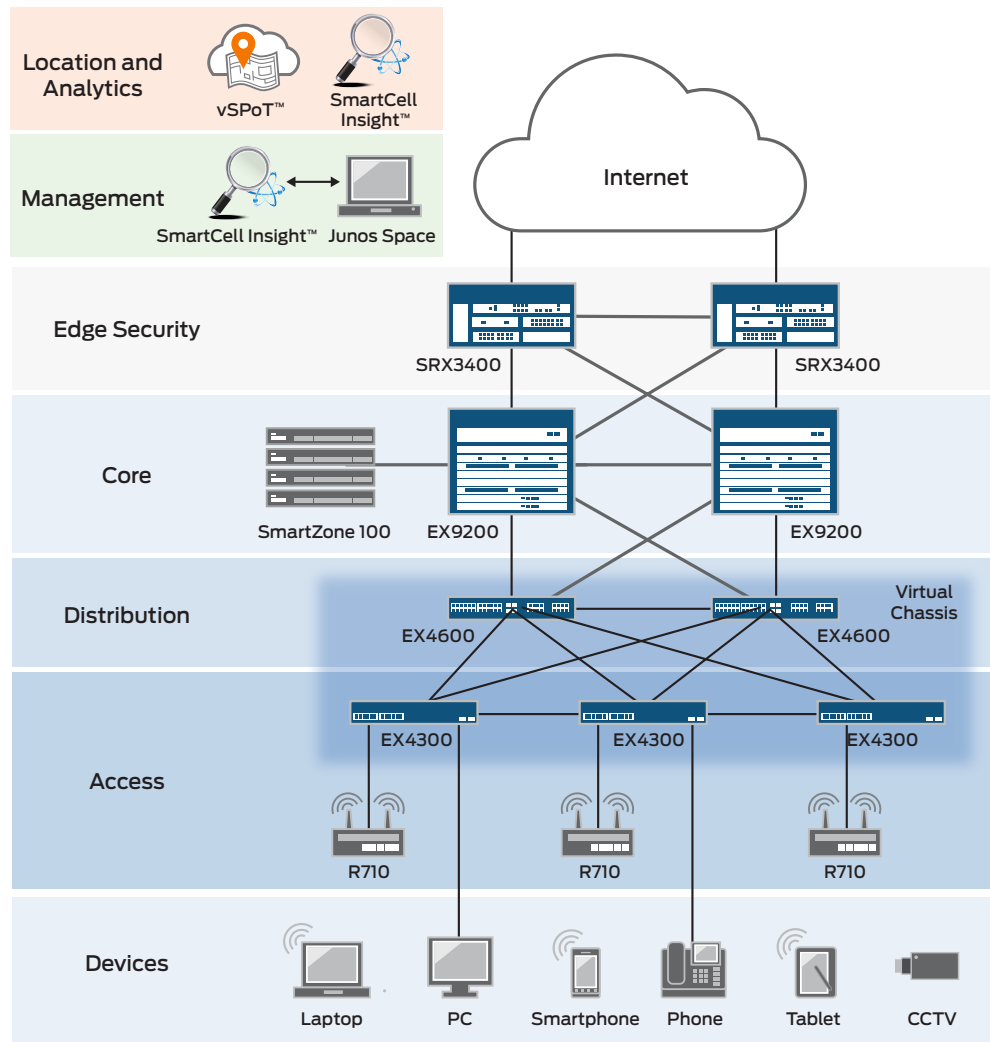 Location and
Analytics
vSPoT™
SmartCell
Insight™
Management
SmartCell Insight™
Junos Space
Internet
Edge Security
SRX3400
SRX3400
Core
SmartZone 100
EX9200
EX9200
Distribution
Virtual
Chassis
EX4600
EX4600
EX4300
EX4300
EX4300
Access
R710
R710
R710
Devices
Laptop
PC
Smartphone
Phone
Tablet
CCTV